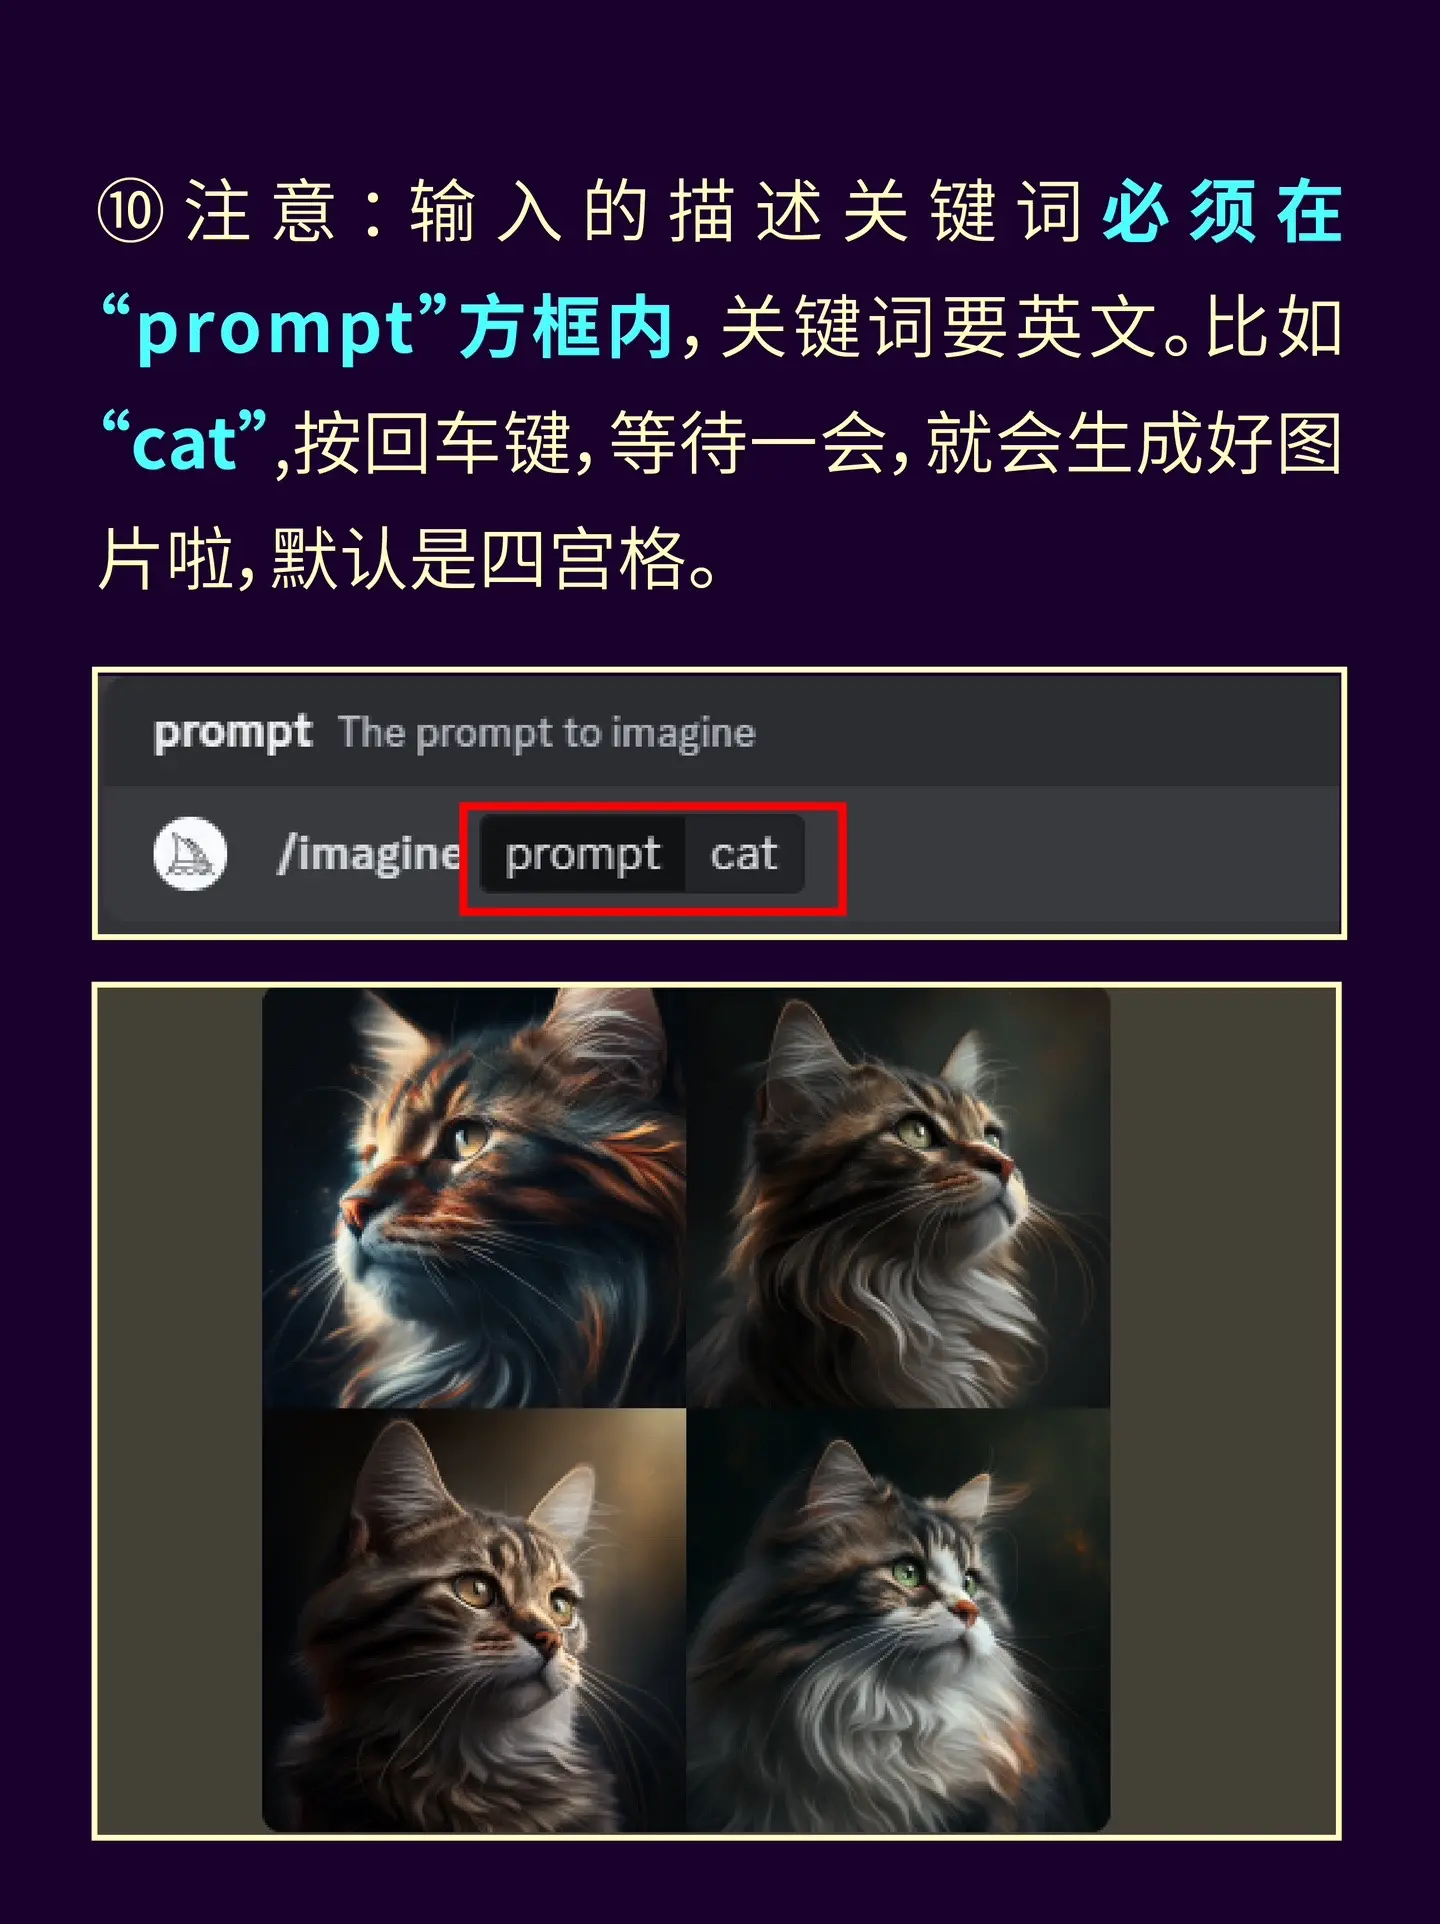 ⑩注意：输入的描述关键词必须在
“prompt”方框内，关键词要英文。比如
“cat”,按回车键，等待一会，就会生成好图
片啦，默认是四宫格。
prompt The prompt to imagine
/imagine prompt cat